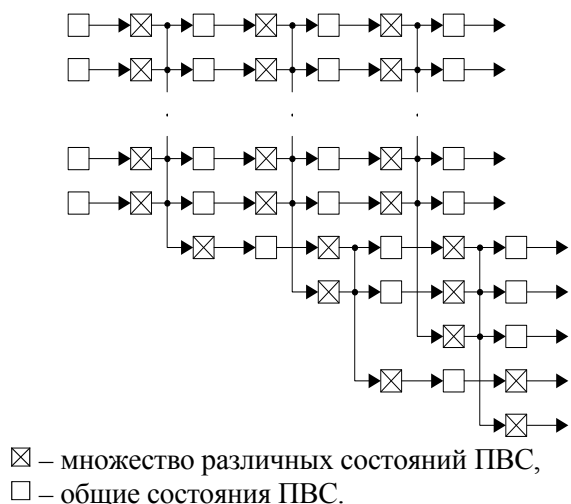 – множество различных состояний ПВС,
– общие состояния ПВС.